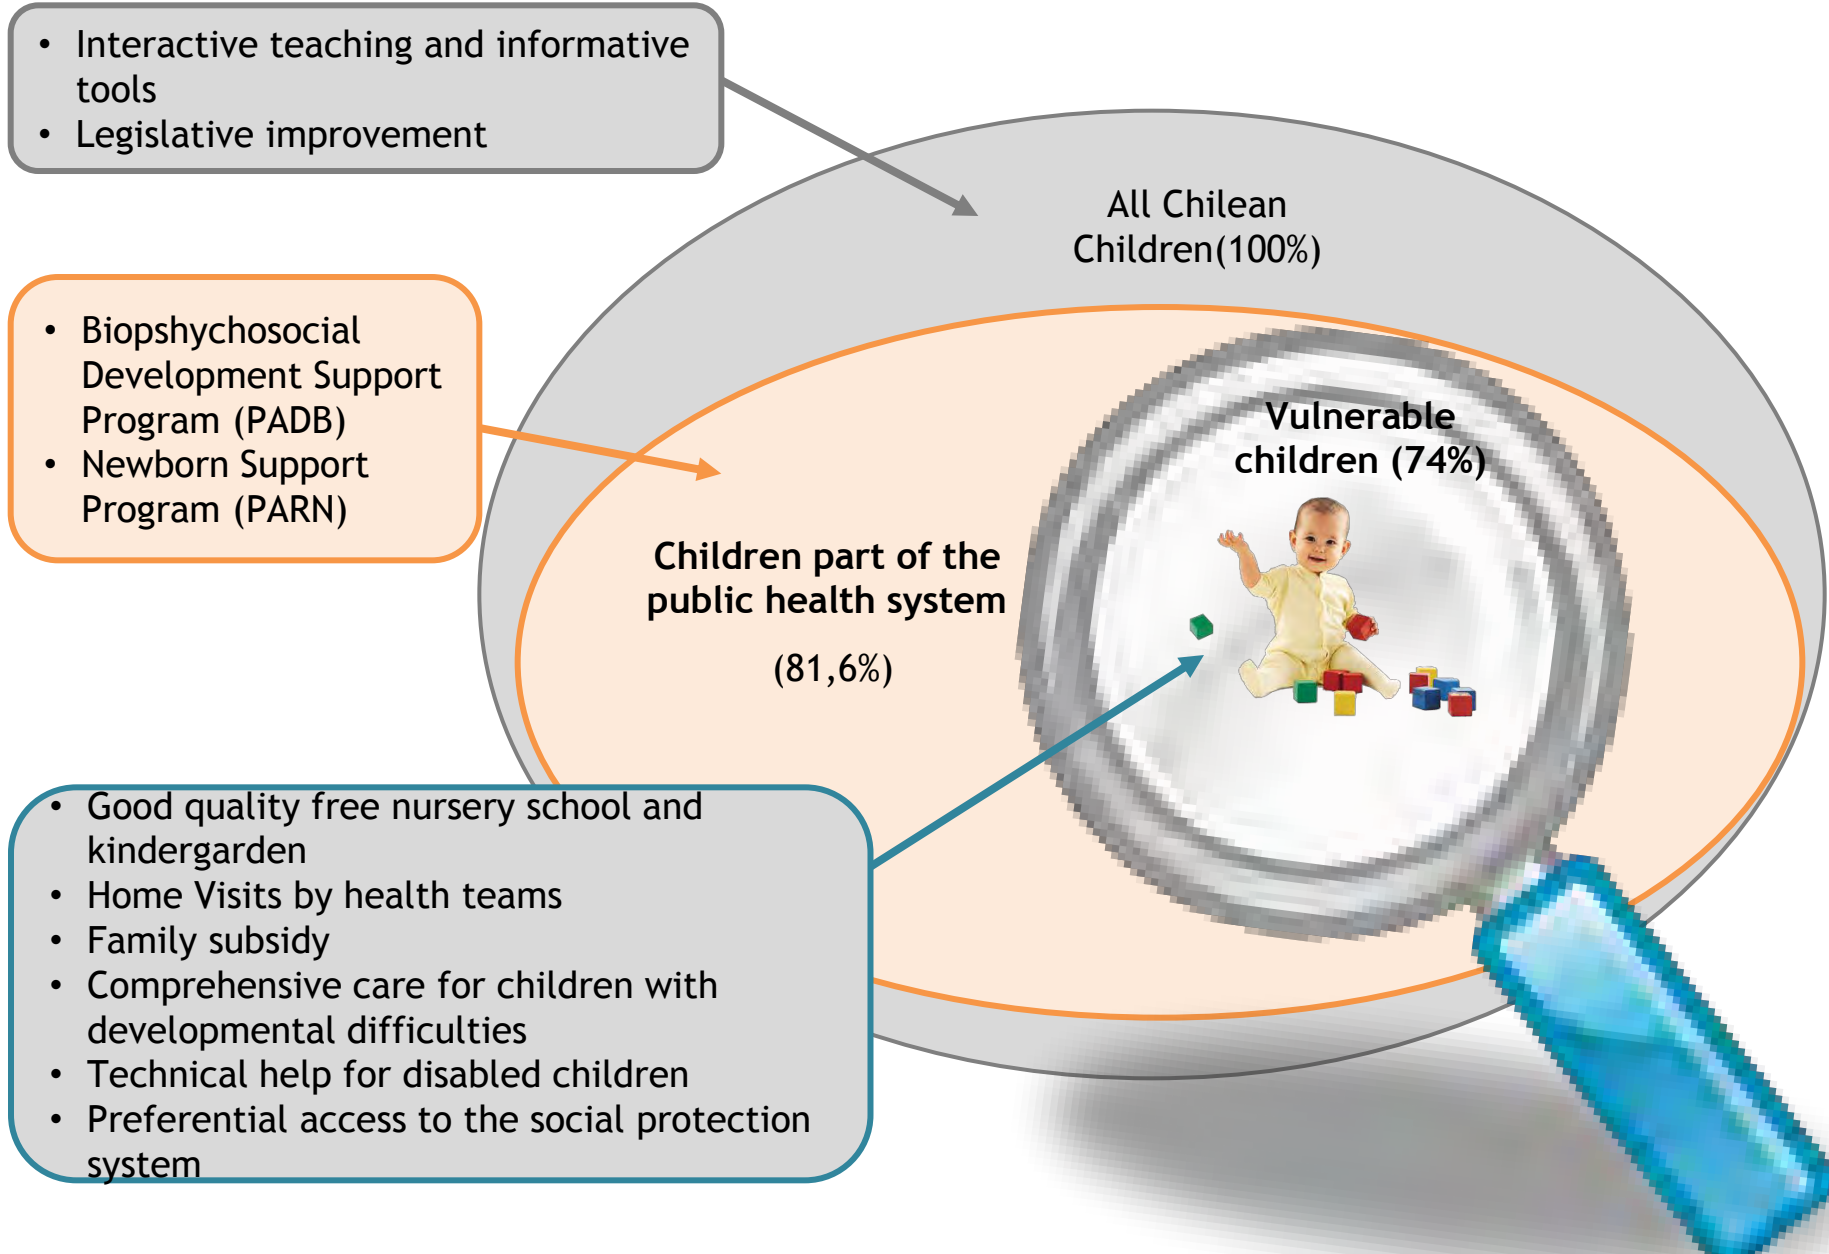 • Interactive teaching and informative
tools
• Legislative improvement
All Chilean
Children(100%)
• Biopshychosocial
Development Support
Program (PADB)
• Newborn Support
Program (PARN)
Vulnerable
children (74%)
Children part of the
public health system
(81,6%)
• Good quality free nursery school and
kindergarden
• Home Visits by health teams
• Family subsidy
• Comprehensive care for children with
developmental difficulties
• Technical help for disabled children
• Preferential access to the social protection
system